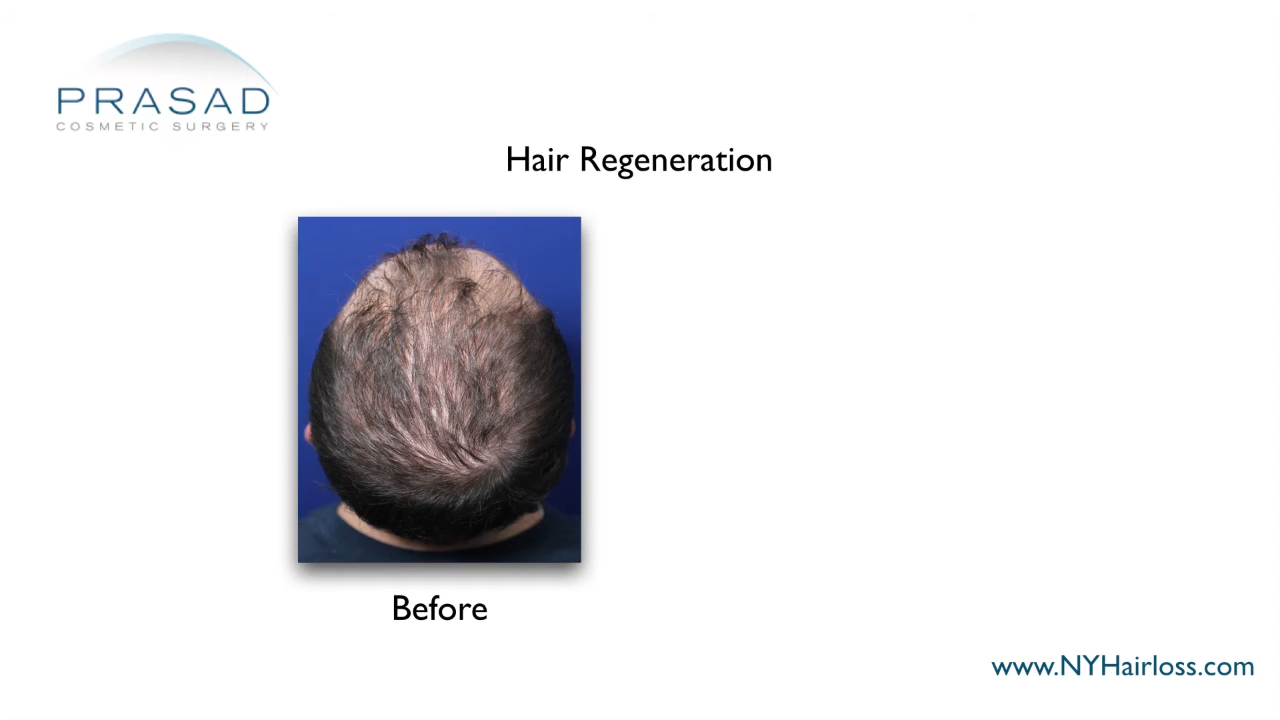 PRASAD
COSMETIC SURGERY
Hair Regeneration
Before
www.NYHairloss.com